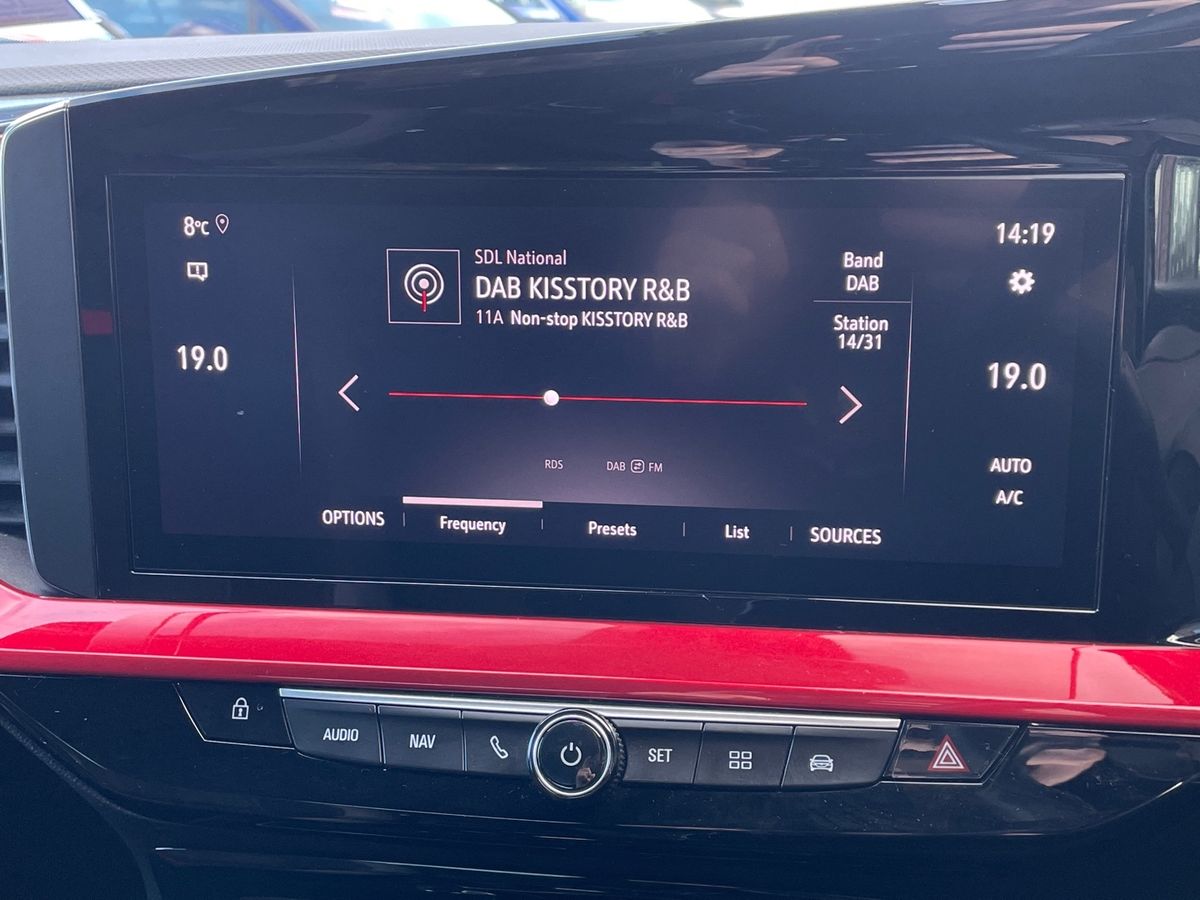 8°C
14:19
SDL National
DAB KISSTORY R&B
11A Non-stop KISSTORY R&B
Band
DAB
Station
14/31
19.0
19.0
RDS
DAB FM
AUTO
A/C
OPTIONS
Frequency
Presets
List
SOURCES
AUDIO
NAV
SET